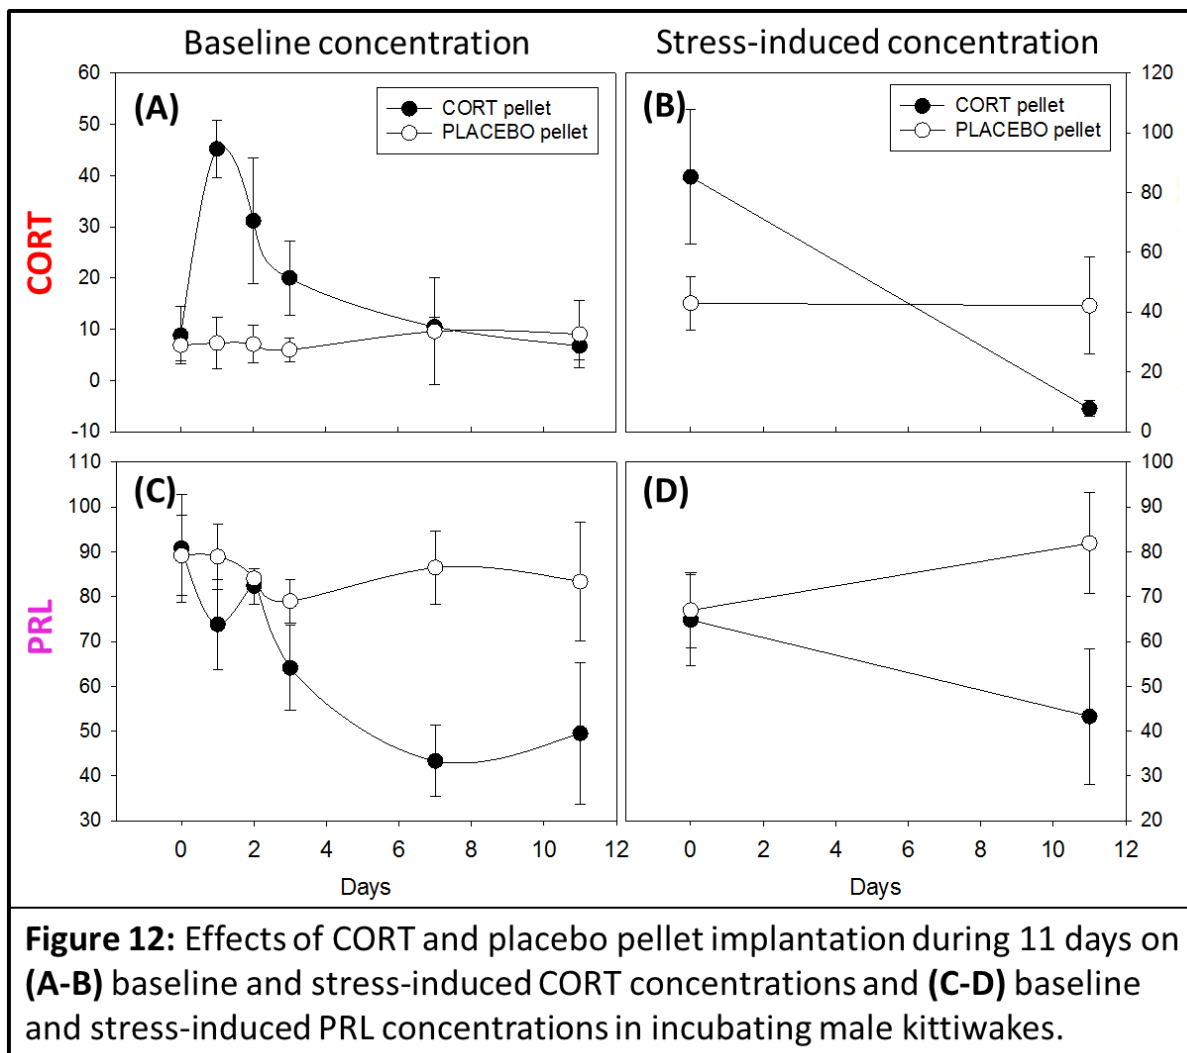 Baseline concentration
Stress-induced concentration
(A)
CORT pellet
PLACEBO pellet
60
50
40
30
20
10
0
-10
CORT
(B)
CORT pellet
PLACEBO pellet
120
100
80
60
40
20
0
(C)
110
100
90
80
70
60
50
40
30
PRL
0 2 4 6 8 10 12
Days
(D)
100
90
80
70
60
50
40
30
20
0 2 4 6 8 10 12
Days
Figure 12: Effects of CORT and placebo pellet implantation during 11 days on
(A-B) baseline and stress-induced CORT concentrations and (C-D) baseline
and stress-induced PRL concentrations in incubating male kittiwakes.